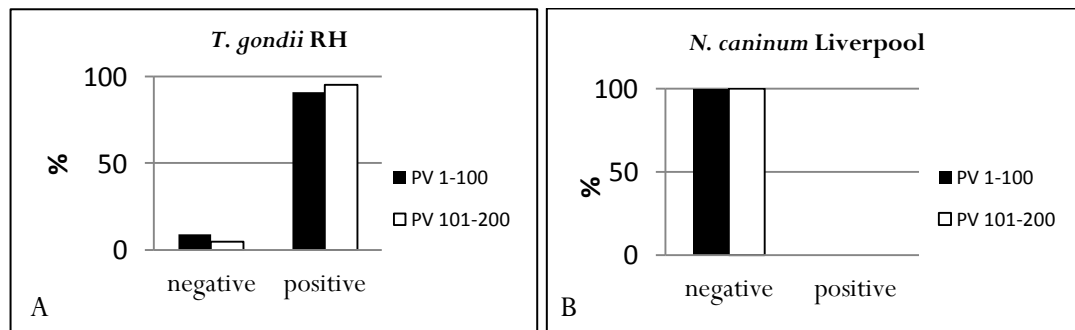 T. gondii RH
100
50
0
%
negative positive
PV 1-100
PV 101-200
A
N. caninum Liverpool
100
50
0
%
negative positive
PV 1-100
PV 101-200
B